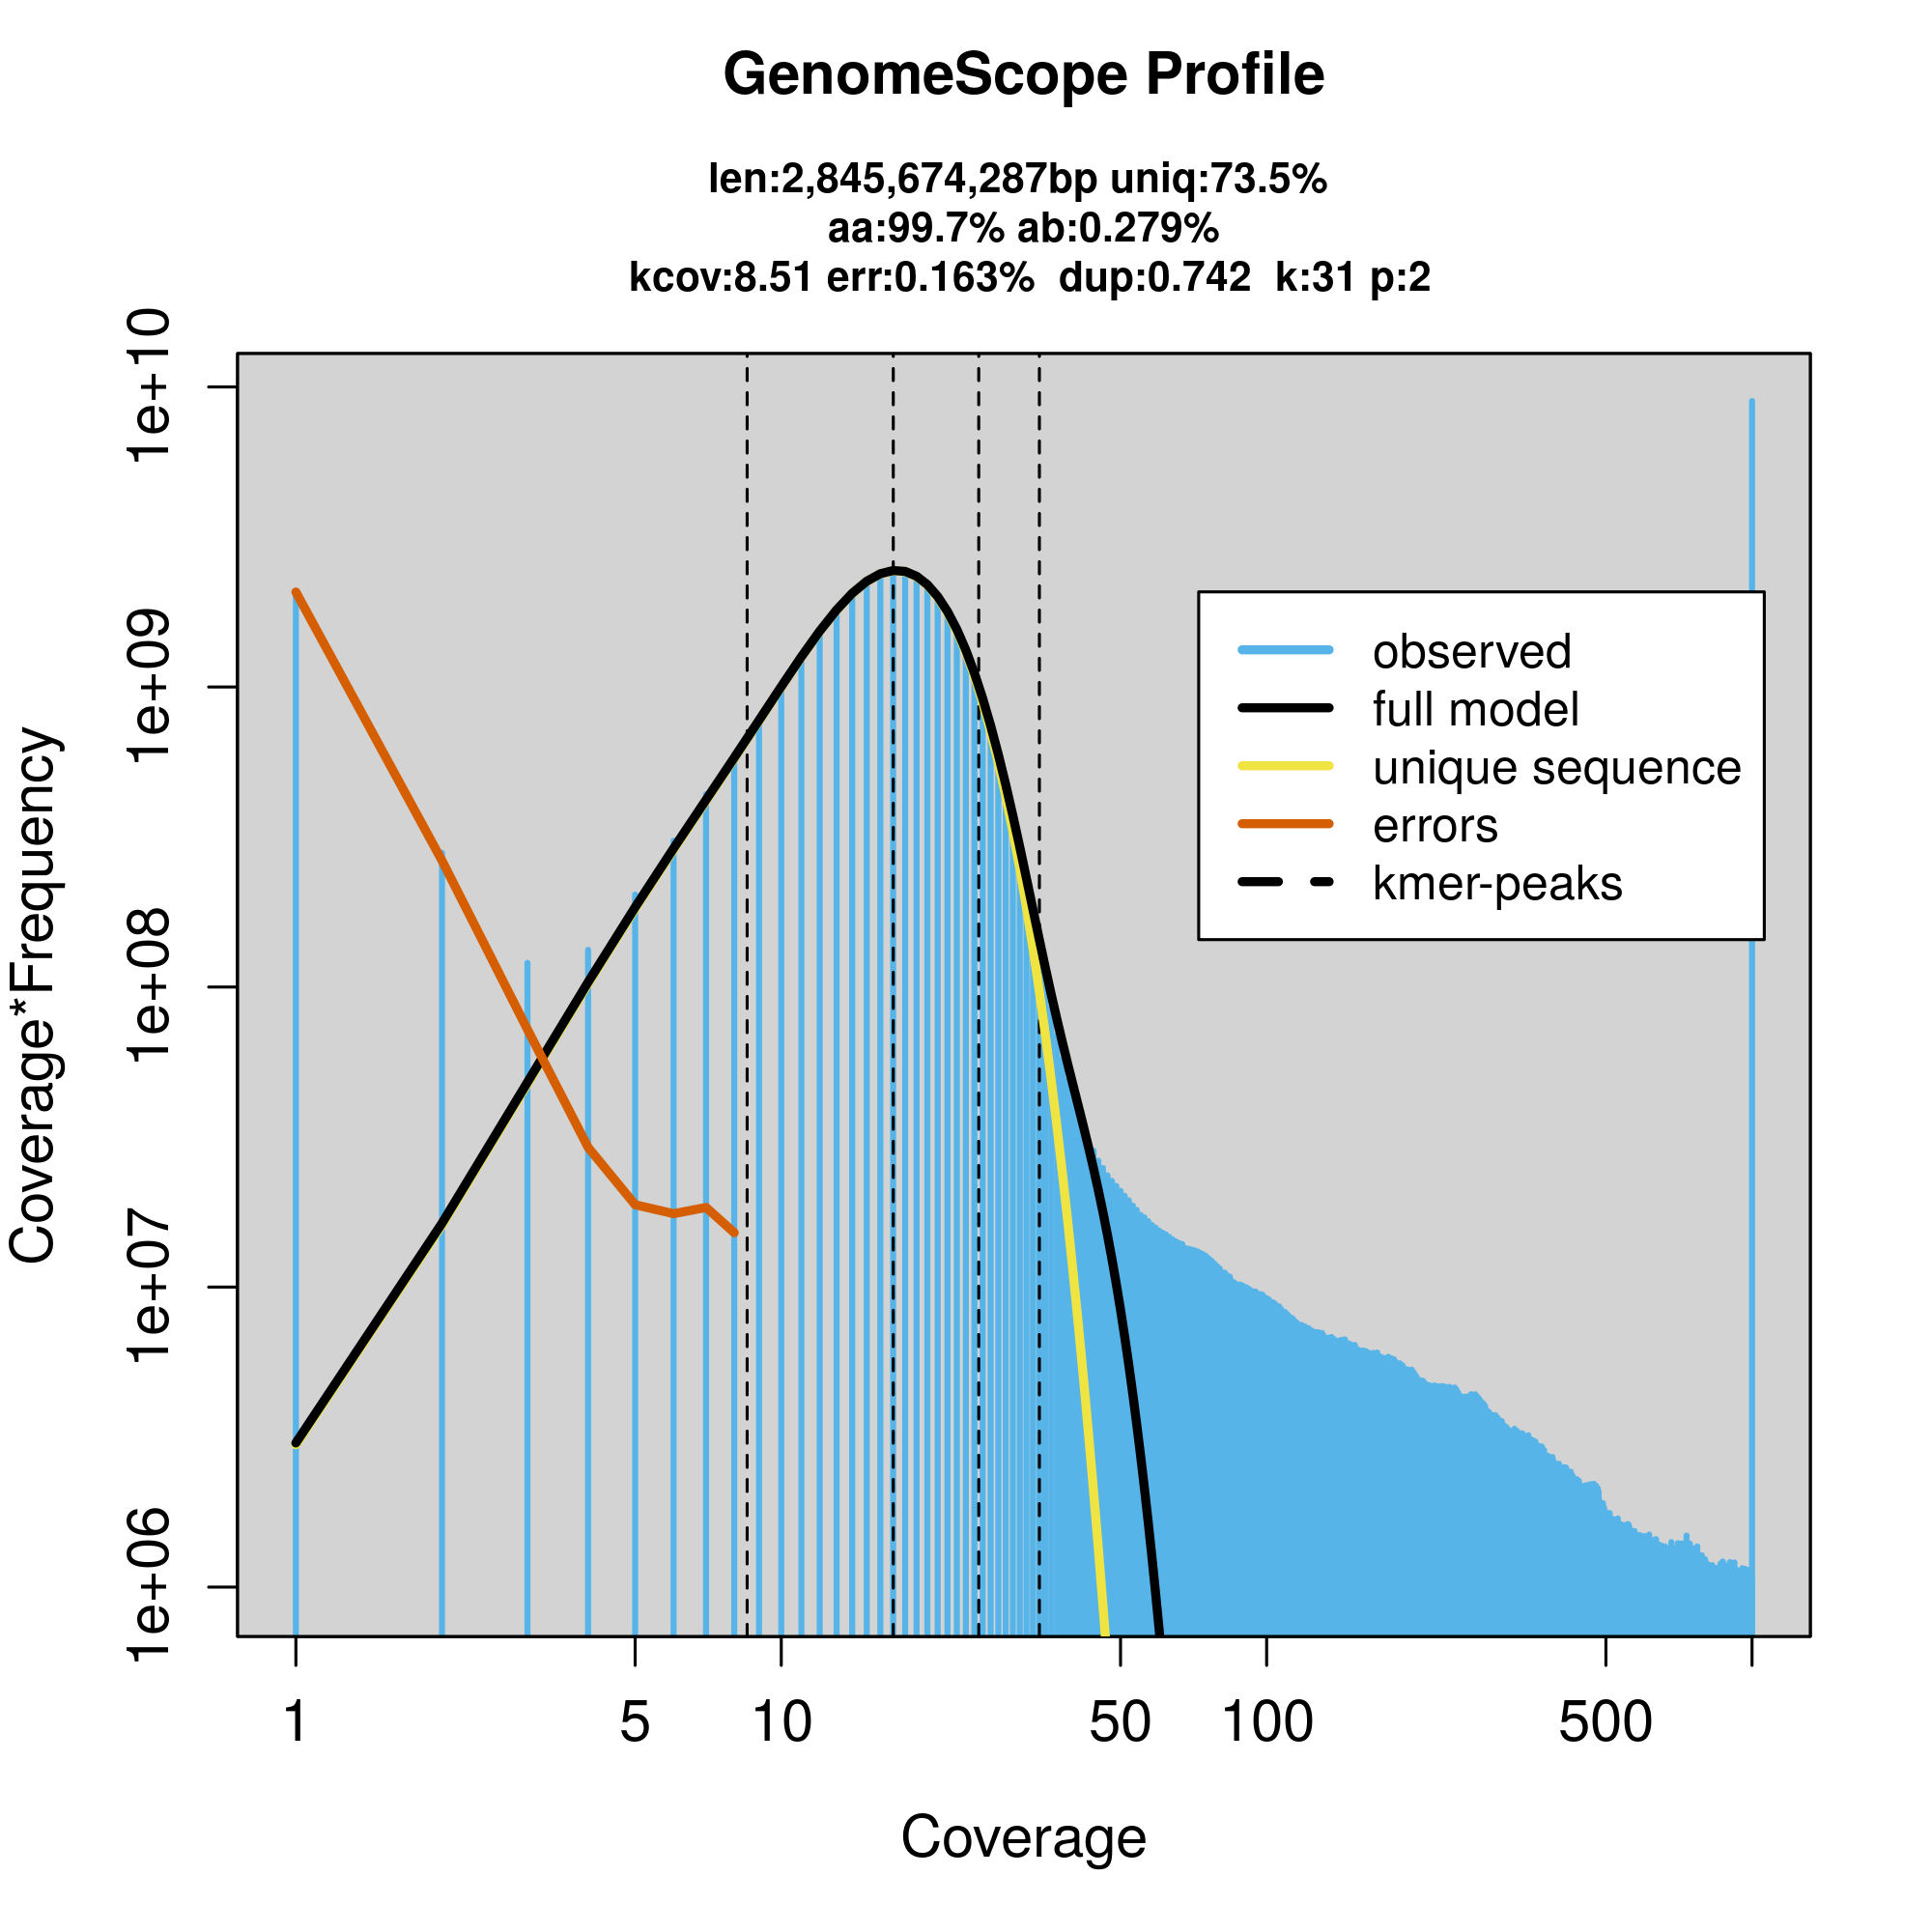 GenomeScope Profile
len:2,845,674,287bp uniq:73.5%
aa:99.7% ab:0.279%
kcov:8.51 err:0.163% dup:0.742 k:31 p:2
Coverage*Frequency
1e+10
1e+09
1e+08
1e+07
1e+06
observed
full model
unique sequence
errors
kmer-peaks
1 5 10 50 100 500
Coverage